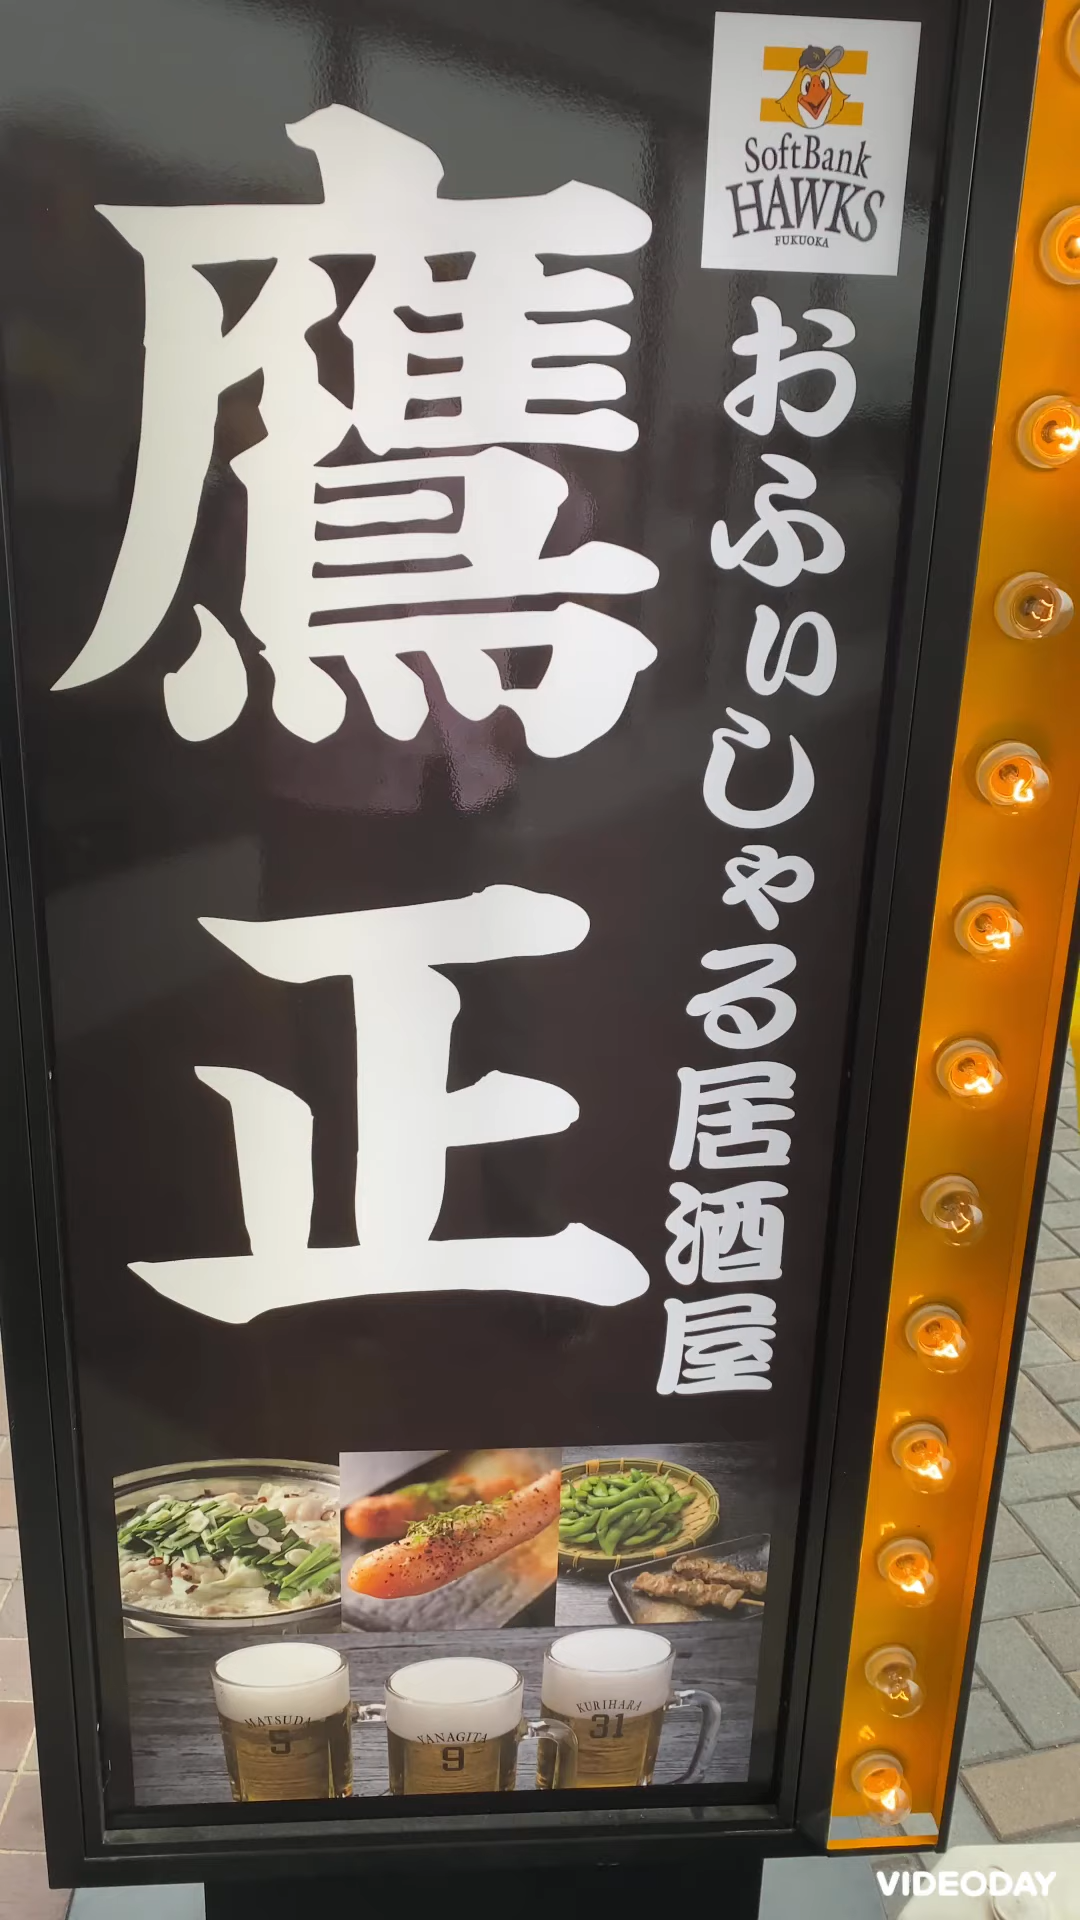 SoftBank
HAWKS
FUKUOKA
おふぃしゃる居酒屋
鷹正
MATSUDA
5
YANAGITA
9
KURIHARA
31
VIDEODAY